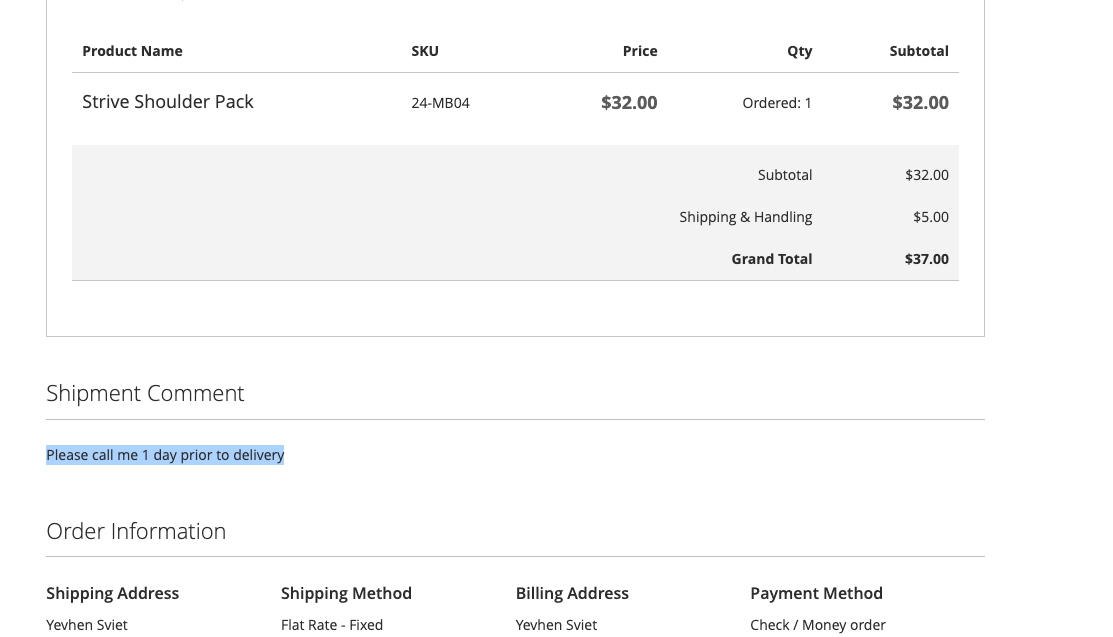 Product Name SKU Price Qty Subtotal
Strive Shoulder Pack 24-MB04 $32.00 Ordered: 1 $32.00
Subtotal $32.00
Shipping & Handling $5.00
Grand Total $37.00
Shipment Comment
Please call me 1 day prior to delivery
Order Information
Shipping Address Shipping Method Billing Address Payment Method
Yevhen Sviet Flat Rate - Fixed Yevhen Sviet Check / Money order